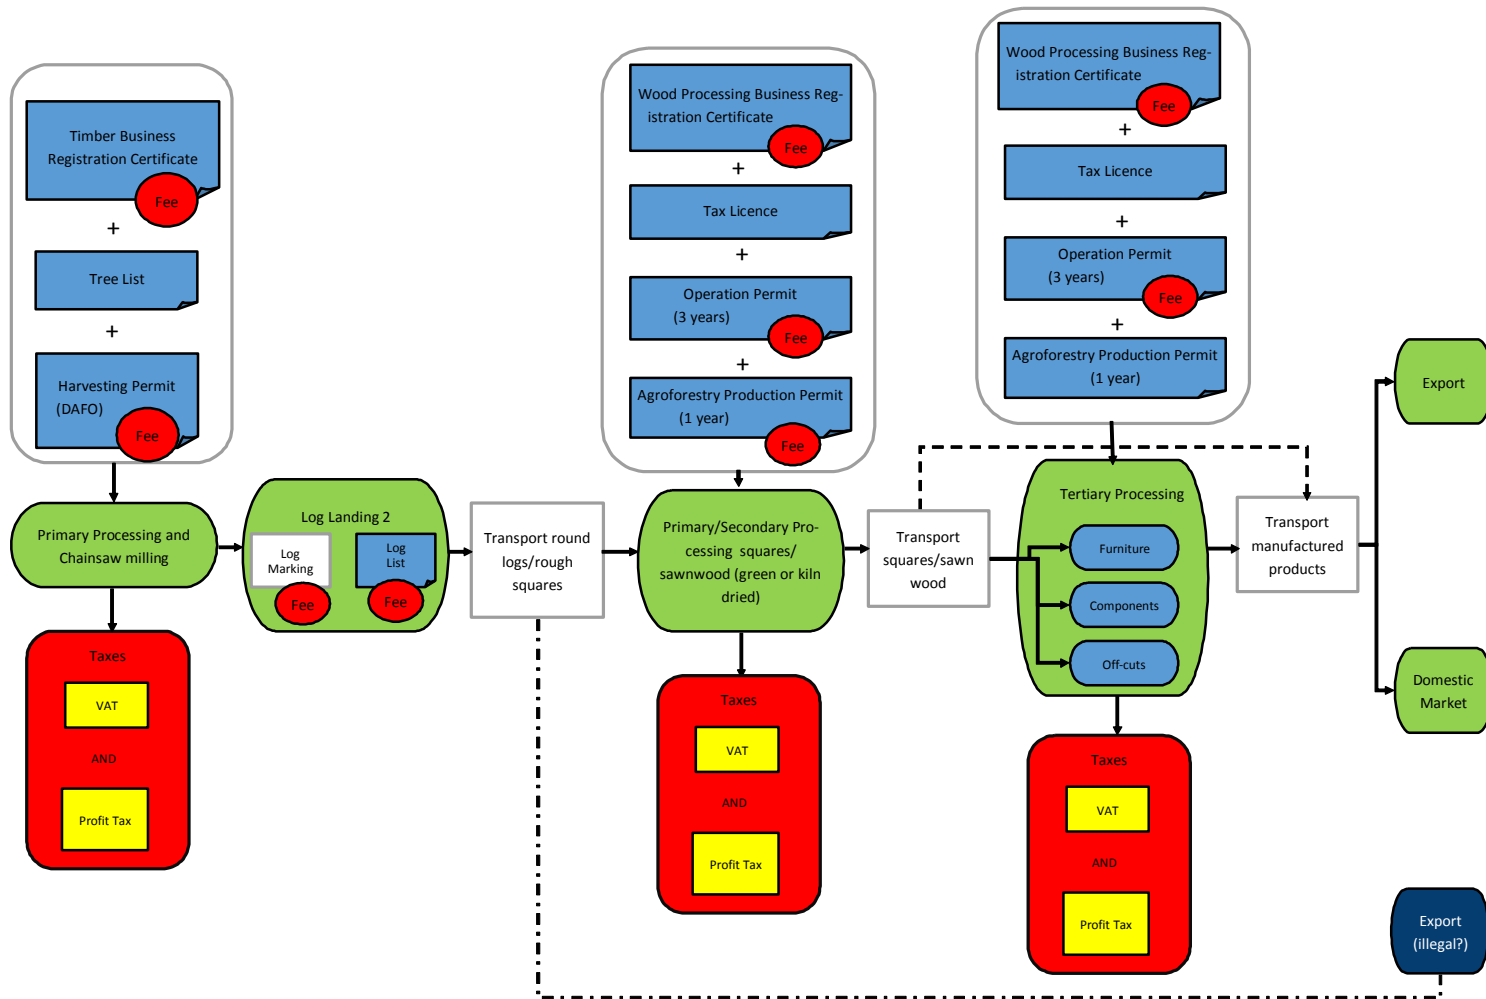 Timber Business
Registration Certificate
Fee
+
Tree List
+
Harvesting Permit
(DAFO)
Fee
Primary Processing and
Chainsaw milling
Taxes
VAT
AND
Profit Tax
Log Landing 2
Log
Marking
Fee
Log
List
Fee
Transport round
logs/rough
squares
Wood Processing Business Reg-
istration Certificate
Fee
+
Tax Licence
+
Operation Permit
(3 years)
Fee
+
Agroforestry Production Permit
(1 year)
Fee
Primary/Secondary Pro-
cessing squares/
sawnwood (green or kiln
dried)
Taxes
VAT
AND
Profit Tax
Transport
squares/sawn
wood
Wood Processing Business Reg-
istration Certificate
Fee
+
Tax Licence
+
Operation Permit
(3 years)
Fee
+
Agroforestry Production Permit
(1 year)
Tertiary Processing
Furniture
Components
Off-cuts
Taxes
VAT
AND
Profit Tax
Transport
manufactured
products
Export
Domestic
Market
Export
(illegal?)